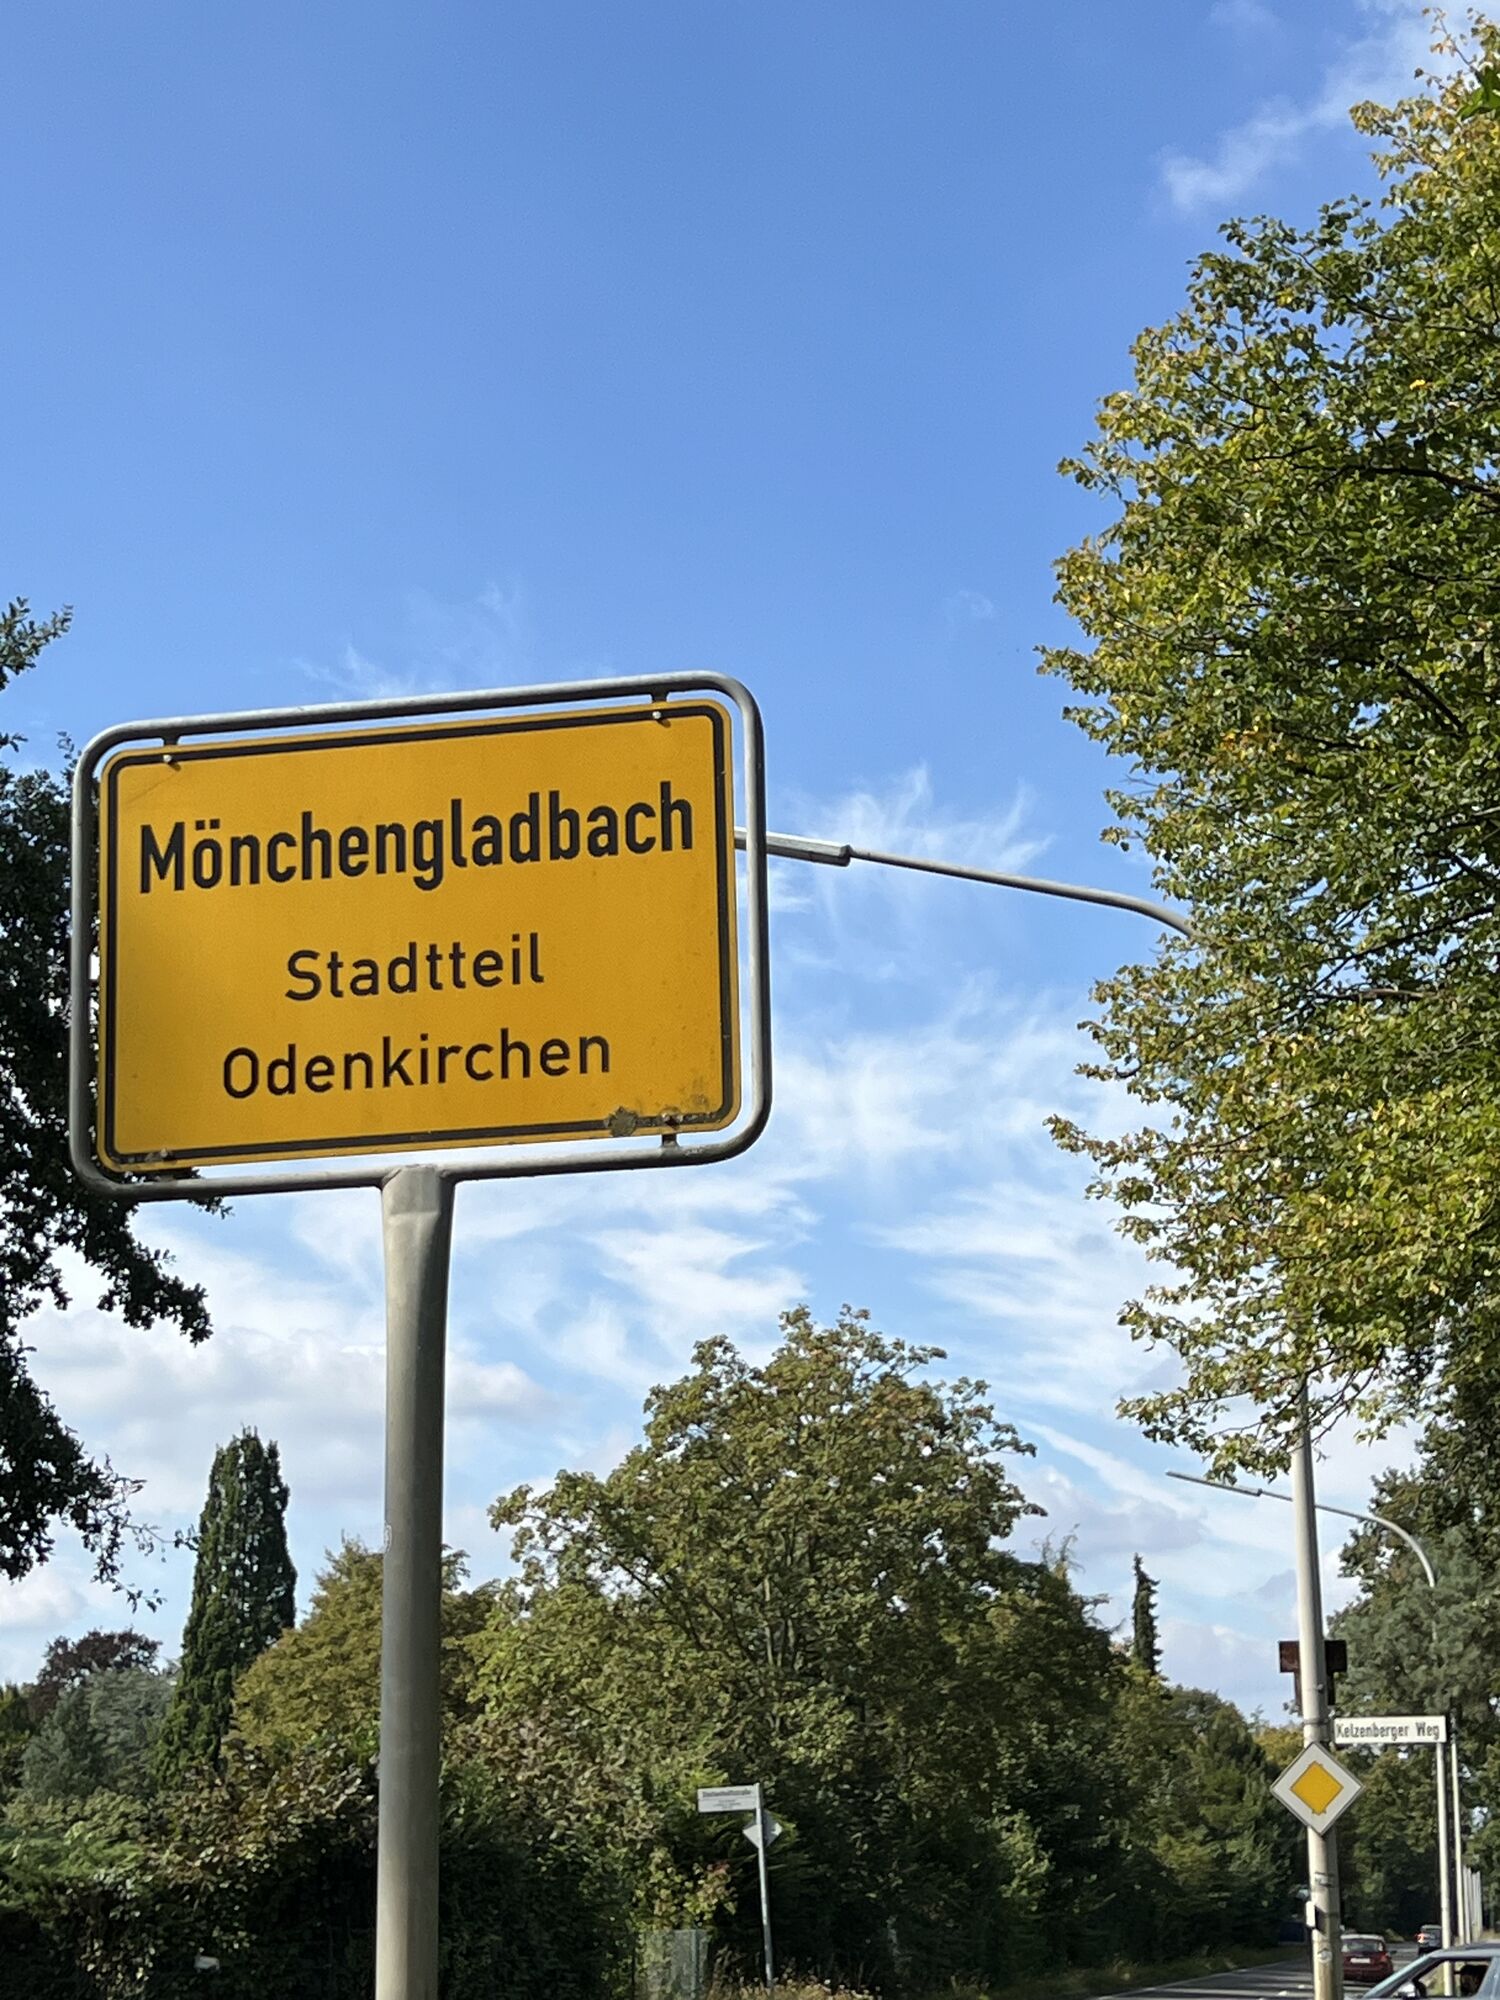 Mönchengladbach
Stadtteil
Odenkirchen
Kelzenberger Weg